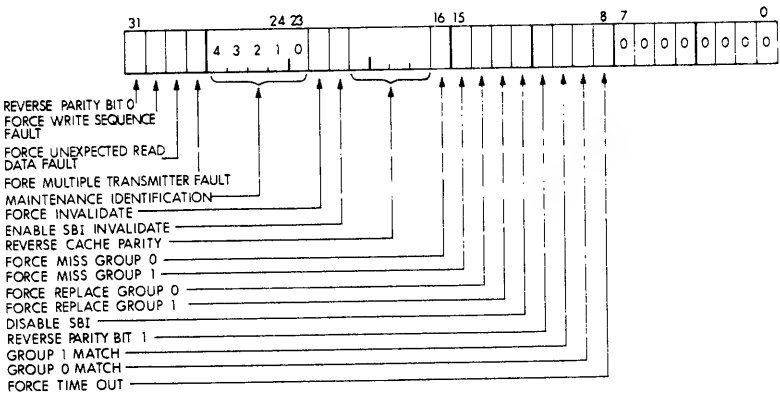 31 24 23 16 15 8 7 0
4 3 2 1 0 0 0 0 0 0 0 0 0
REVERSE PARITY BIT 0
FORCE WRITE SEQUENCE
FAULT
FORCE UNEXPECTED READ
DATA FAULT
FORE MULTIPLE TRANSMITTER FAULT
MAINTENANCE IDENTIFICATION
FORCE INVALIDATE
ENABLE SBI INVALIDATE
REVERSE CACHE PARITY
FORCE MISS GROUP 0
FORCE MISS GROUP 1
FORCE REPLACE GROUP 0
FORCE REPLACE GROUP 1
DISABLE SBI
REVERSE PARITY BIT 1
GROUP 1 MATCH
GROUP 0 MATCH
FORCE TIME OUT